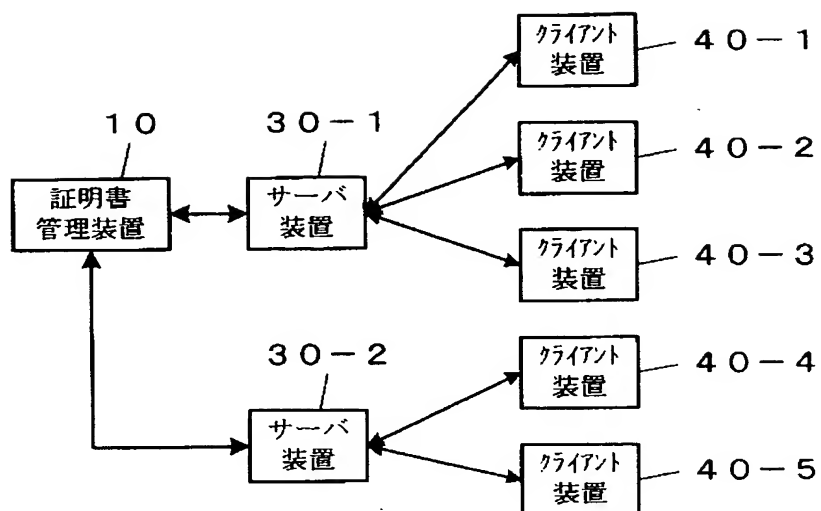 クライアント
装置
４０－１
１０
３０－１
クライアント
装置
４０－２
証明書
管理装置
サーバ
装置
クライアント
装置
４０－３
３０－２
クライアント
装置
４０－４
サーバ
装置
クライアント
装置
４０－５